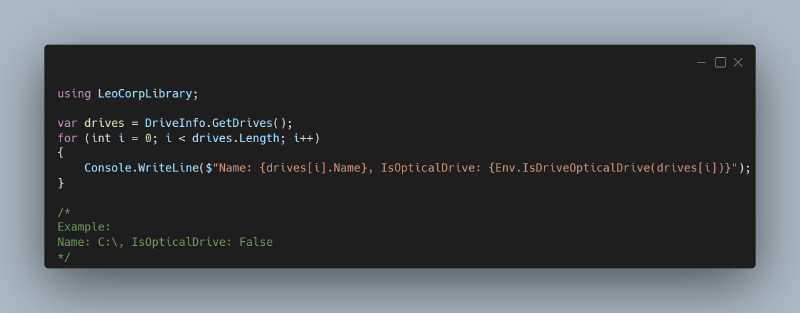 using LeoCorpLibrary;
var drives = DriveInfo.GetDrives();
for (int i = 0; i < drives.Length; i++)
{
    Console.WriteLine($"Name: {drives[i].Name}, IsOpticalDrive: {Env.IsDriveOpticalDrive(drives[i])}");
}
/*
Example:
Name: C:\, IsOpticalDrive: False
*/